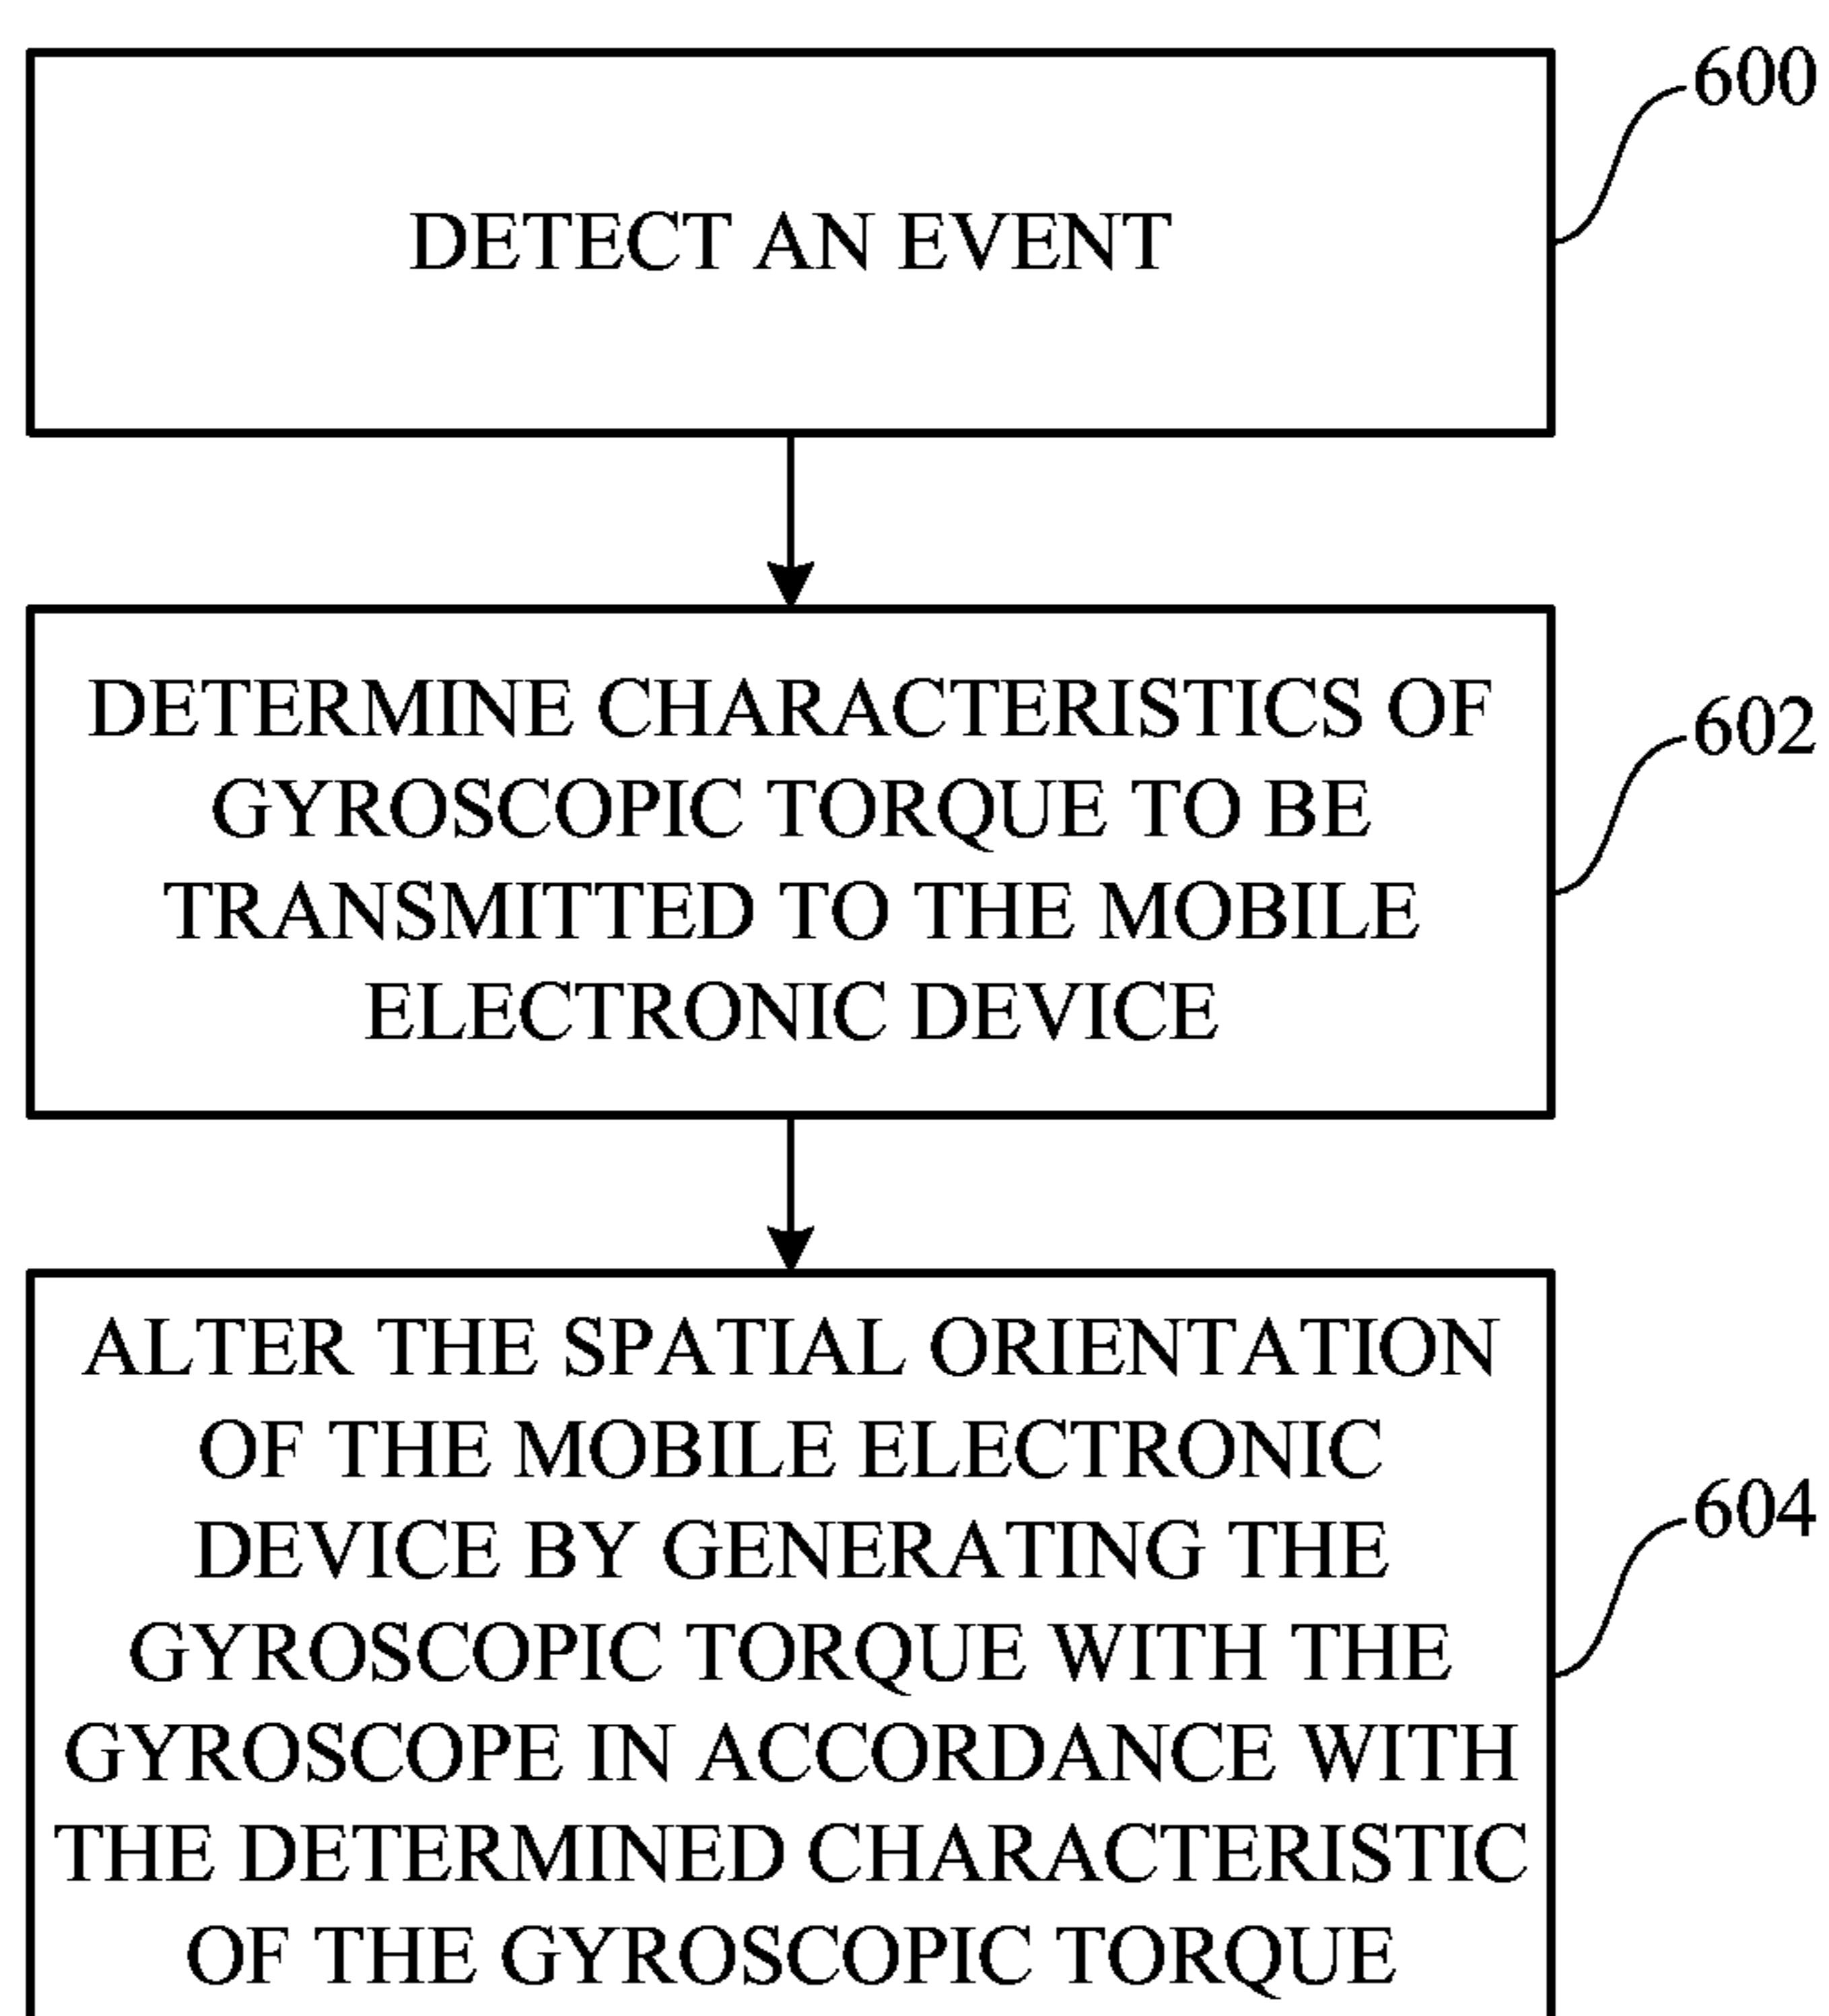 600
DETECT AN EVENT
DETERMINE CHARACTERISTICS OF
GYROSCOPIC TORQUE TO BE
TRANSMITTED TO THE MOBILE
ELECTRONIC DEVICE
602
ALTER THE SPATIAL ORIENTATION
OF THE MOBILE ELECTRONIC
DEVICE BY GENERATING THE
GYROSCOPIC TORQUE WITH THE
GYROSCOPE IN ACCORDANCE WITH
THE DETERMINED CHARACTERISTIC
OF THE GYROSCOPIC TORQUE
604